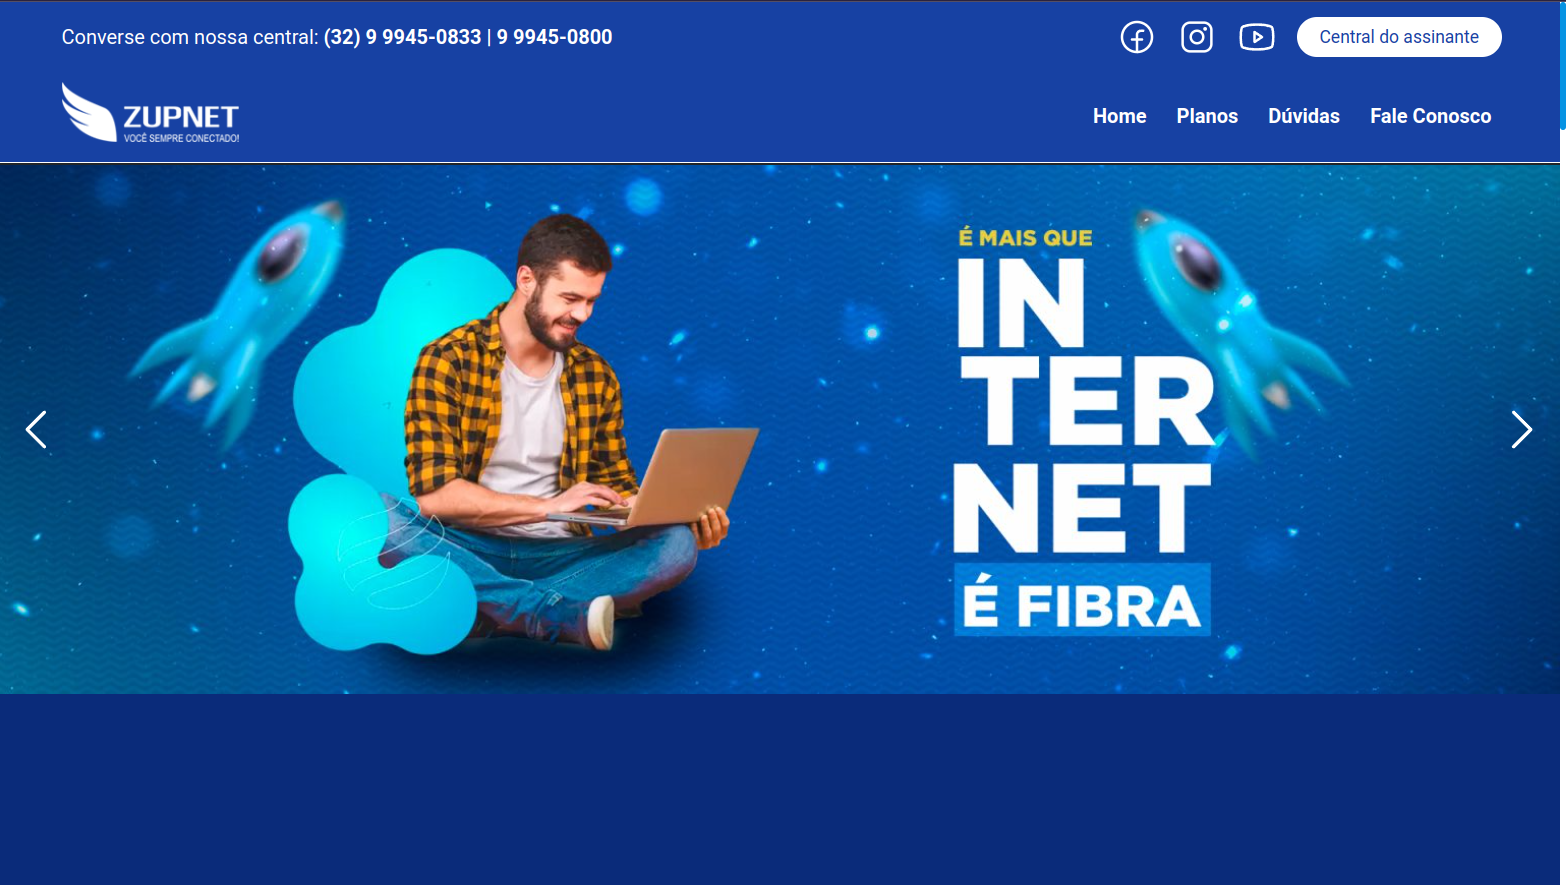 Converse com nossa central: (32) 9 9945-0833 | 9 9945-0800
Central do assinante
ZUPNET
VOCÊ SEMPRE CONECTADO!
Home
Planos
Dúvidas
Fale Conosco
É MAIS QUE
IN
TER
NET
É FIBRA